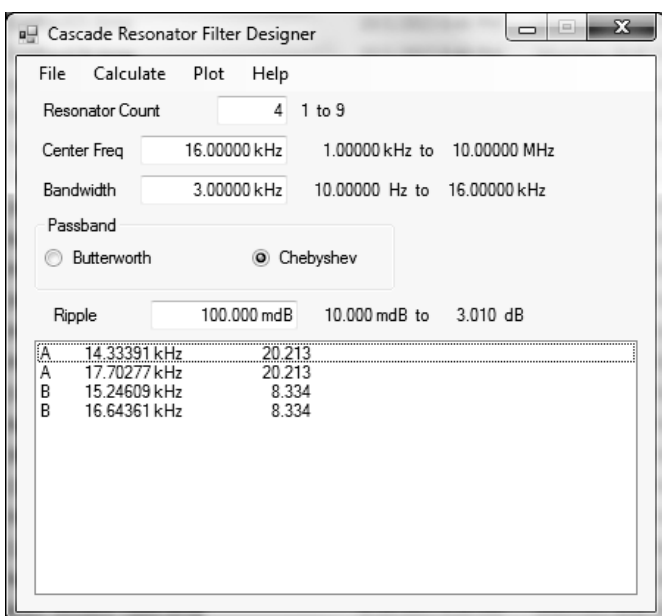 Cascade Resonator Filter Designer
File Calculate Plot Help
Resonator Count 4 1 to 9
Center Freq 16.00000 kHz 1.00000 kHz to 10.00000 MHz
Bandwidth 3.00000 kHz 10.00000 Hz to 16.00000 kHz
Passband
Butterworth Chebyshev
Ripple 100.000 mdB 10.000 mdB to 3.010 dB
A 14.33391 kHz 20.213
A 17.70277 kHz 20.213
B 15.24609 kHz 8.334
B 16.64361 kHz 8.334